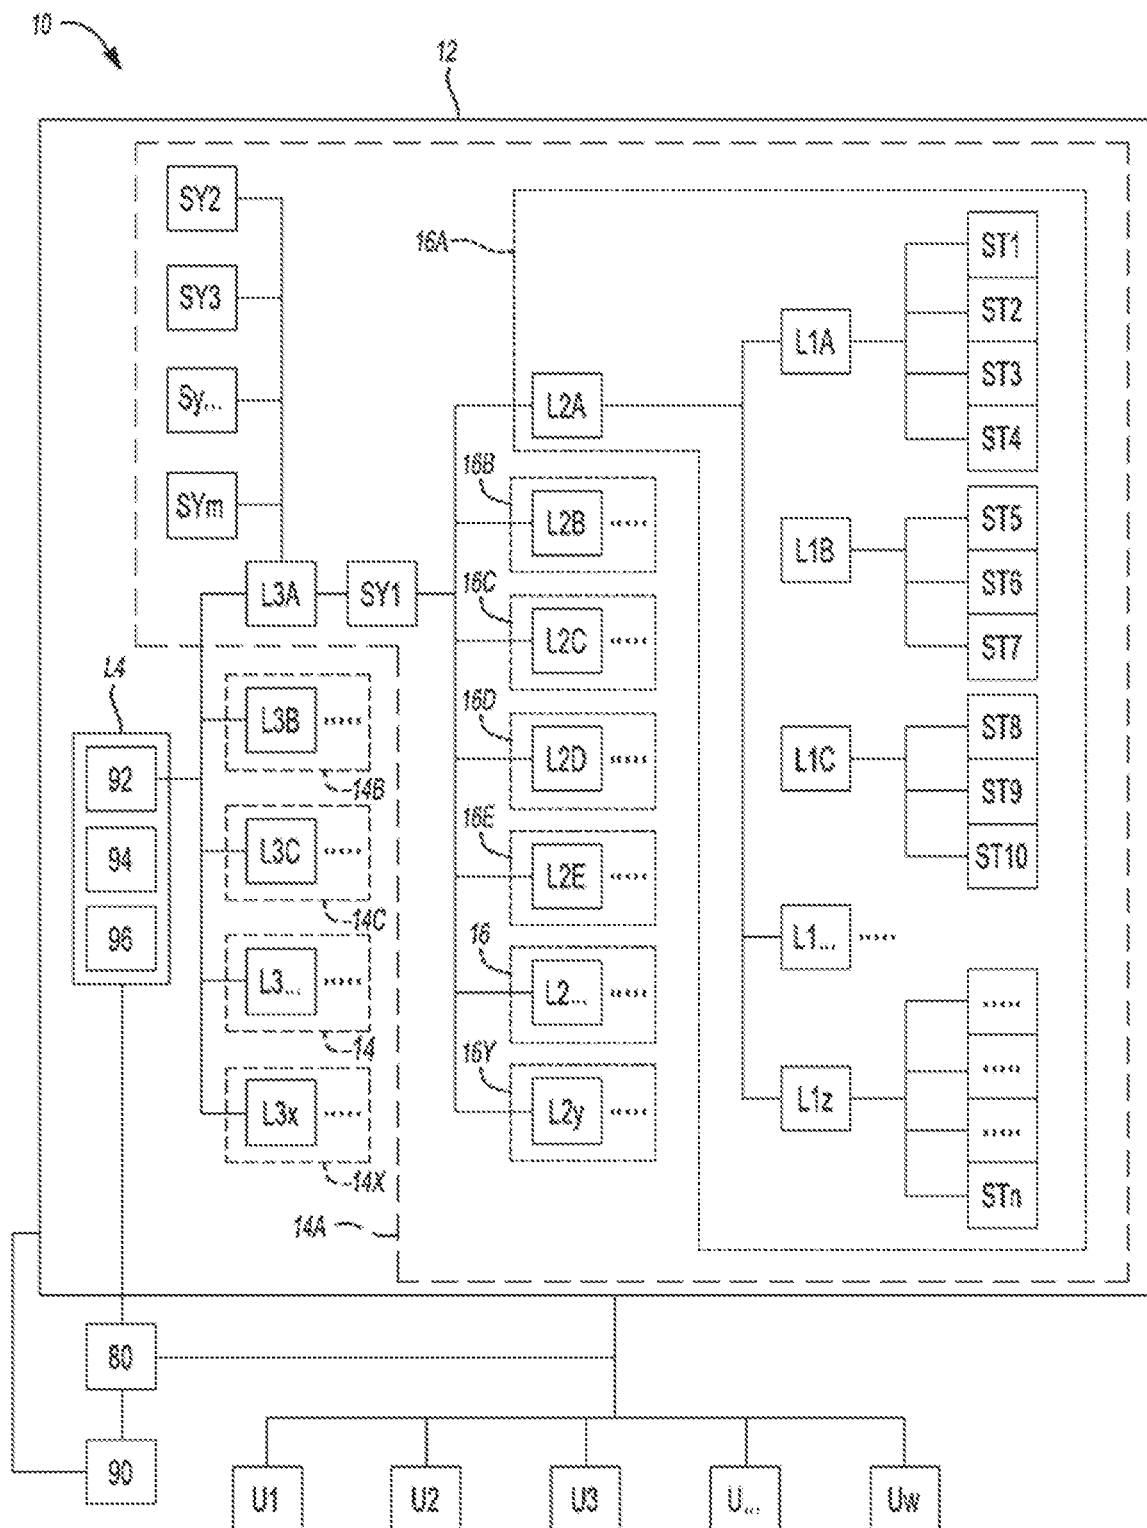 10
12
SY2
SY3
Sy...
SYm
L3A
SY1
16A
L2A
16B
L2B .....
16C
L2C .....
16D
L2D .....
16E
L2E .....
16
L2... .....
16Y
L2y .....
L1A
ST1
ST2
ST3
ST4
L1B
ST5
ST6
ST7
L1C
ST8
ST9
ST10
L1... .....
L1z
.....
.....
.....
STn
L4
92
94
96
L3B .....
14B
L3C .....
14C
L3... .....
14
L3x .....
14X
14A
80
90
U1
U2
U3
U...
Uw